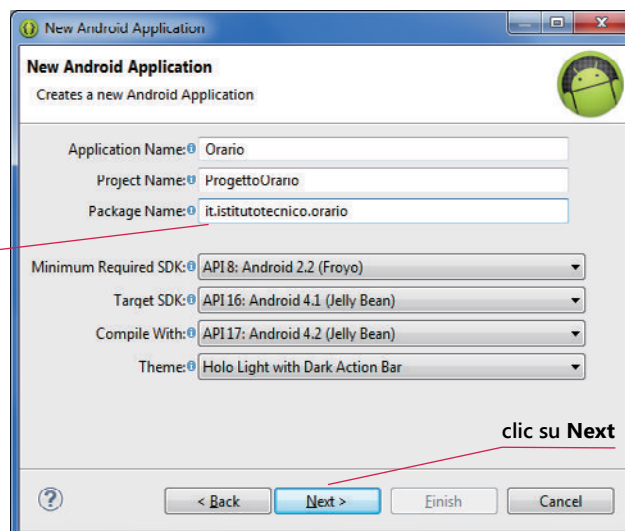 New Android Application
New Android Application
Creates a new Android Application
Application Name: Orario
Project Name: ProgettoOrario
Package Name: it.istitutotecnico.orario
Minimum Required SDK: API 8: Android 2.2 (Froyo)
Target SDK: API 16: Android 4.1 (Jelly Bean)
Compile With: API 17: Android 4.2 (Jelly Bean)
Theme: Holo Light with Dark Action Bar
clic su Next
? < Back Next > Finish Cancel